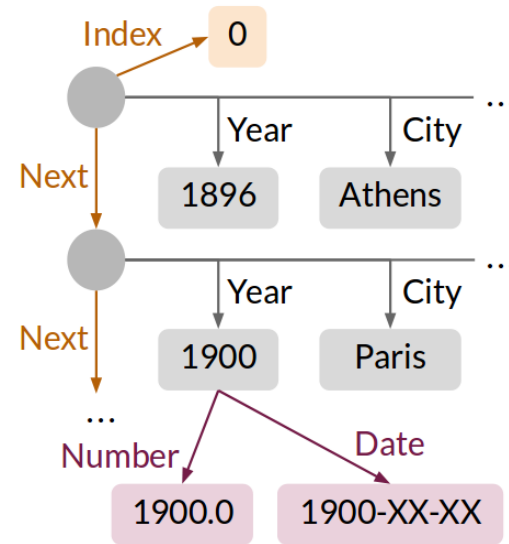 Index 0
..
Year City
Next
1896 Athens
..
Year City
Next
1900 Paris
...
Number Date
1900.0 1900-XX-XX